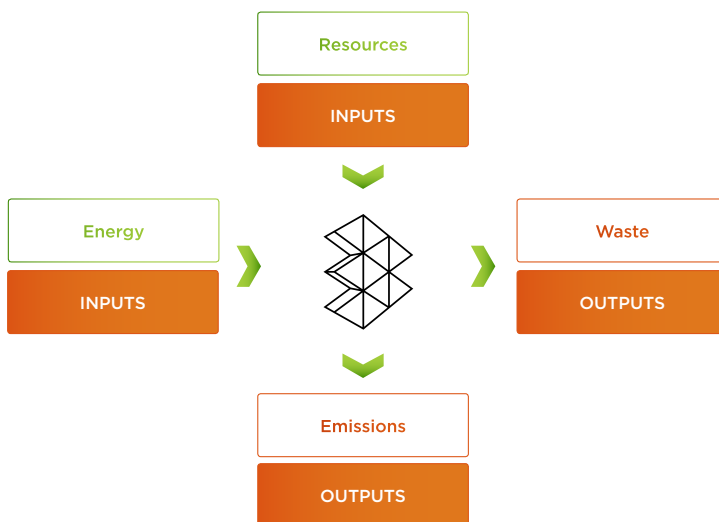 Resources
INPUTS
Energy
INPUTS
Waste
OUTPUTS
Emissions
OUTPUTS